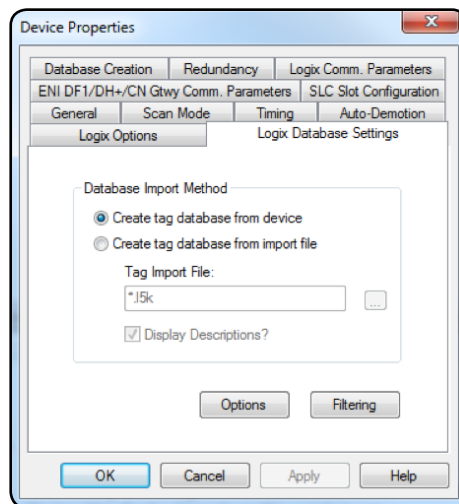 Device Properties
Database Creation Redundancy Logix Comm. Parameters
ENI DF1/DH+/CN Gtwy Comm. Parameters SLC Slot Configuration
General Scan Mode Timing Auto-Demotion
Logix Options Logix Database Settings
Database Import Method
Create tag database from device
Create tag database from import file
Tag Import File:
*.l5k
...
Display Descriptions?
Options Filtering
OK Cancel Apply Help